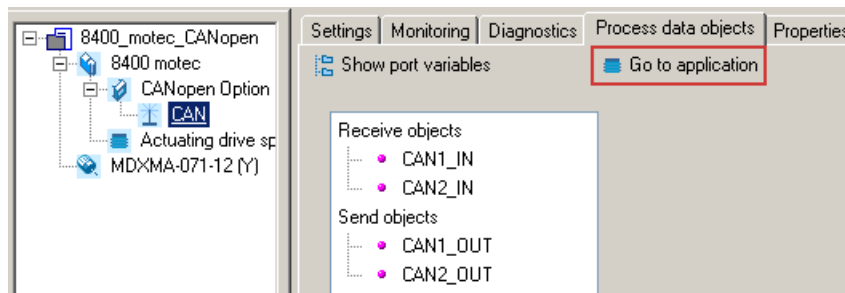 8400_motec_CANopen
8400 motec
CANopen Option
CAN
Actuating drive sp
MDXMA-071-12 (Y)
Settings Monitoring Diagnostics Process data objects Properties
Show port variables Go to application
Receive objects
CAN1_IN
CAN2_IN
Send objects
CAN1_OUT
CAN2_OUT